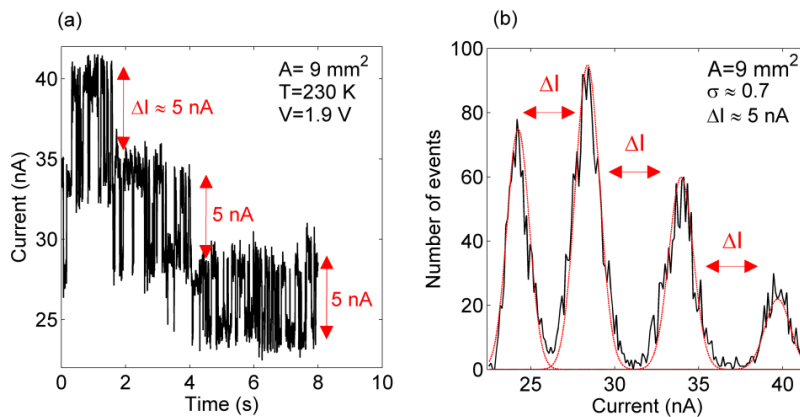 (a)
A= 9 mm²
T=230 K
V=1.9 V
ΔI ≈ 5 nA
5 nA
5 nA
40
35
30
25
Current (nA)
0
2
4
6
8
10
Time (s)
(b)
A=9 mm²
σ ≈ 0.7
ΔI ≈ 5 nA
ΔI
ΔI
ΔI
100
80
60
40
20
0
Number of events
25
30
35
40
Current (nA)